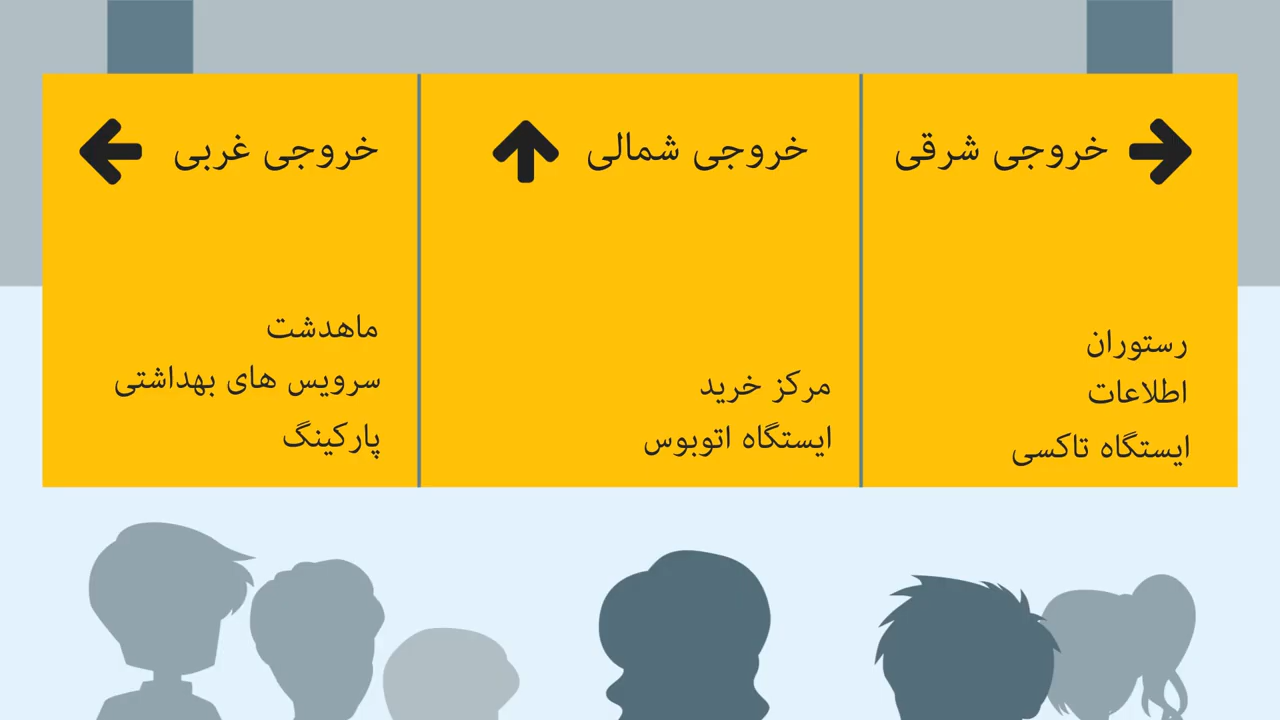 خروجی شرقی
رستوران
اطلاعات
ایستگاه تاکسی
خروجی شمالی
مرکز خرید
ایستگاه اتوبوس
خروجی غربی
ماهدشت
سرویس های بهداشتی
پارکینگ